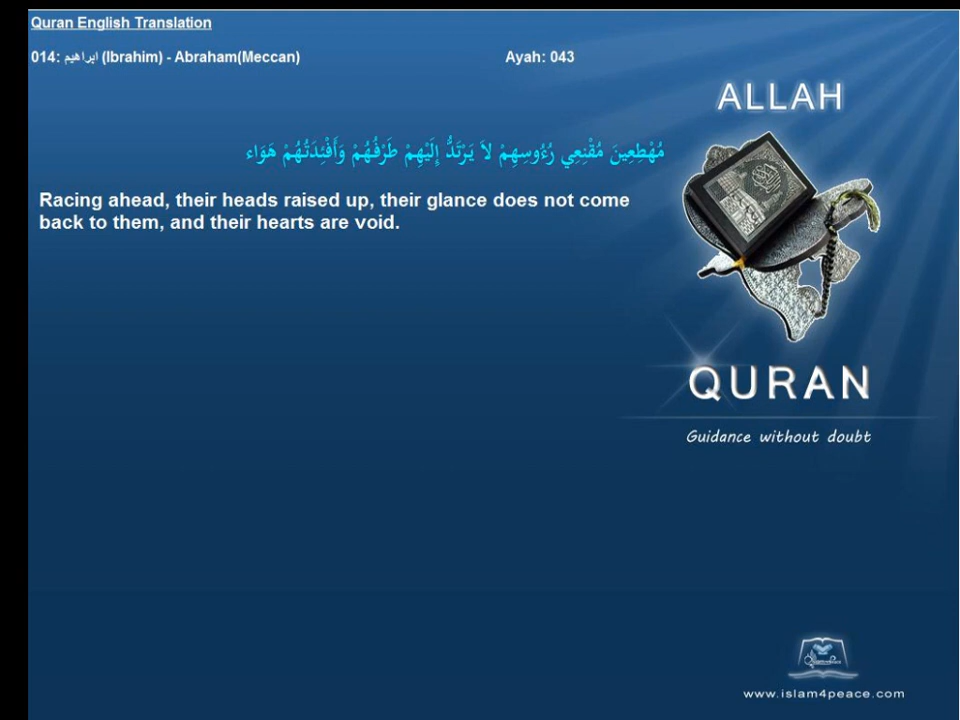 Quran English Translation
014: ابراهيم (Ibrahim) - Abraham(Meccan) Ayah: 043
ALLAH
مُهْطِعِينَ مُقْنِعِي رُءُوسِهِمْ لاَ يَرْتَدُّ إِلَيْهِمْ طَرْفُهُمْ وَأَفْئِدَتُهُمْ هَوَاء
Racing ahead, their heads raised up, their glance does not come
back to them, and their hearts are void.
QURAN
Guidance without doubt
www.islam4peace.com